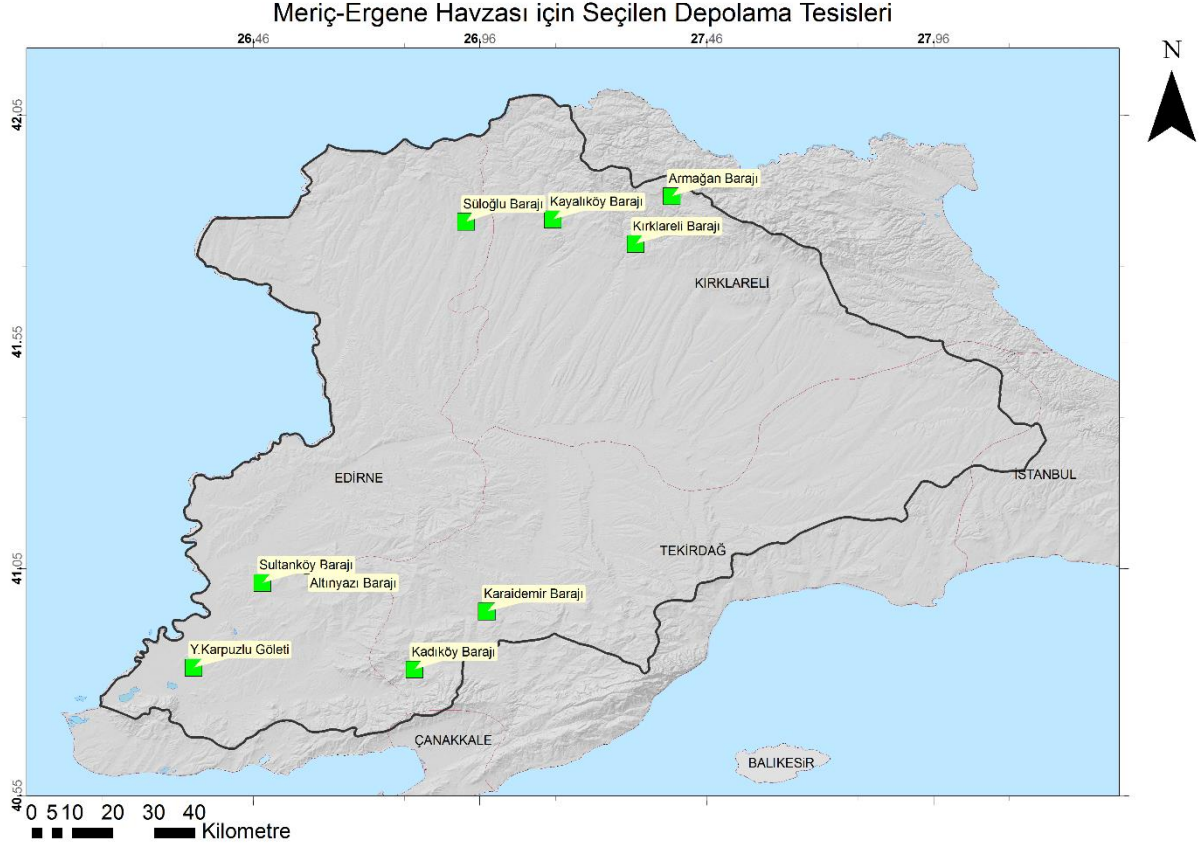 Meriç-Ergene Havzası için Seçilen Depolama Tesisleri
26.46
26.96
27.46
27.96
N
42.05
41.55
41.05
40.55
Armağan Barajı
Süloğlu Barajı
Kayalıköy Barajı
Kırklareli Barajı
KIRKLARELİ
EDİRNE
İSTANBUL
TEKİRDAĞ
Sultanköy Barajı
Altınyazı Barajı
Karaidemir Barajı
Y.Karpuzlu Göleti
Kadıköy Barajı
ÇANAKKALE
BALIKESİR
0 5 10 20 30 40
Kilometre